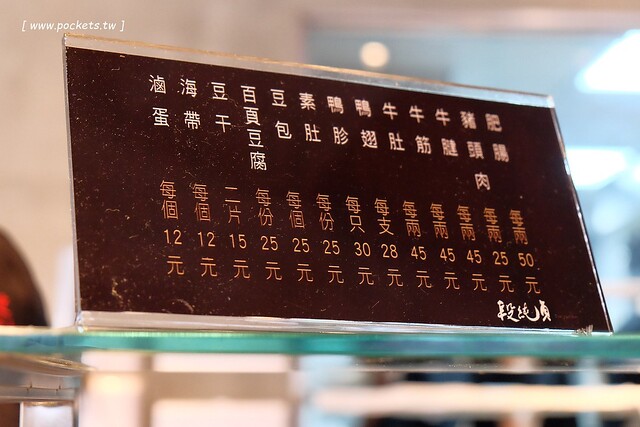 [ www.pockets.tw ]
滷蛋 每個12元
海帶 每個12元
豆干 二片15元
百頁豆腐 每份25元
豆包 每個25元
素肚 每份25元
鴨胗 每只30元
鴨翅 每支28元
牛肚 每兩45元
牛筋 每兩45元
牛腱 每兩45元
豬頭肉 每兩25元
肥腸 每兩50元
段純貞